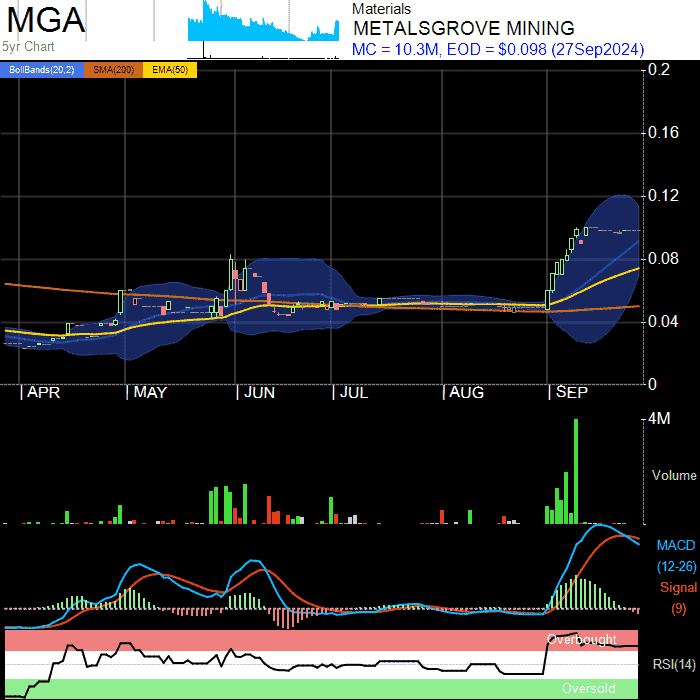 MGA
5yr Chart
Materials
METALSGROVE MINING
MC = 10.3M, EOD = $0.098 (27Sep2024)
BollBands(20,2) SMA(200) EMA(50)
0.2
0.16
0.12
0.08
0.04
0
APR MAY JUN JUL AUG SEP
4M
Volume
MACD
(12-26)
Signal
(9)
Overbought
RSI(14)
Oversold